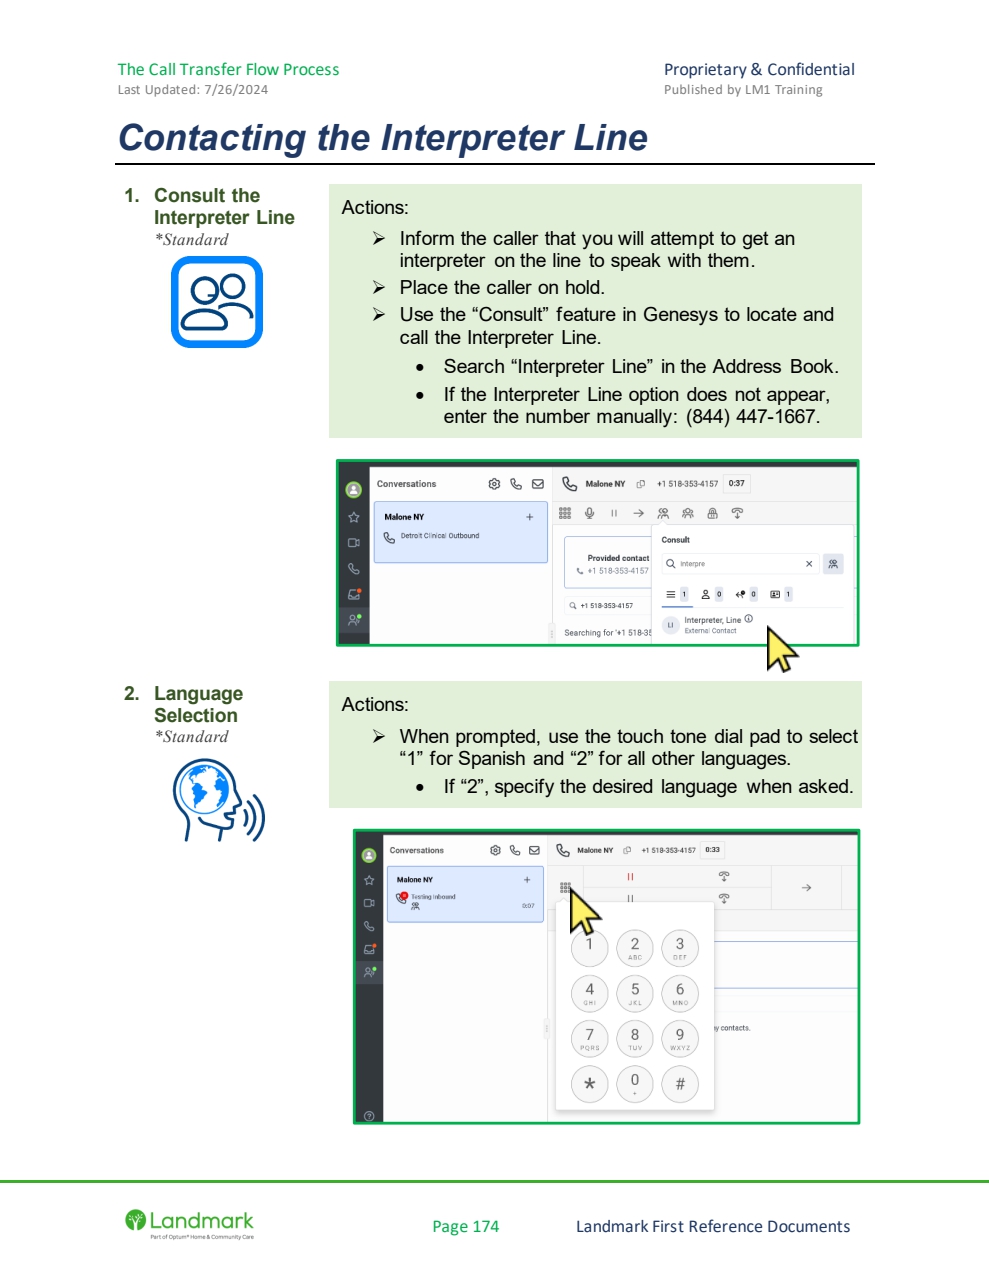 The Call Transfer Flow Process
Proprietary & Confidential
Last Updated: 7/26/2024
Published by LM1 Training
Contacting the Interpreter Line
1. Consult the
Interpreter Line
*Standard
Actions:
➢ Inform the caller that you will attempt to get an
interpreter on the line to speak with them.
➢ Place the caller on hold.
➢ Use the “Consult” feature in Genesys to locate and
call the Interpreter Line.
• Search “Interpreter Line” in the Address Book.
• If the Interpreter Line option does not appear,
enter the number manually: (844) 447-1667.
Conversations
Malone NY +1 518-353-4157 0:37
Malone NY +
Detroit Clinical Outbound
Consult
Provided contact
+1 518-353-4157
Interpre
1 0 0 1
+1 518-353-4157
LI Interpreter, Line
External Contact
Searching for '+1 518-35
2. Language
Selection
*Standard
Actions:
➢ When prompted, use the touch tone dial pad to select
“1” for Spanish and “2” for all other languages.
• If “2”, specify the desired language when asked.
Conversations
Malone NY +1 518-353-4157 0:33
Malone NY +
Testing Inbound
0:07
1 2 3
ABC DEF
4 5 6
GHI JKL MNO
7 8 9
PQRS TUV WXYZ
* 0 #
+
y contacts.
Landmark
Part of Optum® Home & Community Care
Page 174
Landmark First Reference Documents